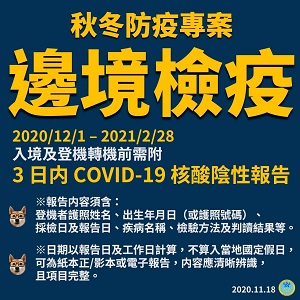 秋冬防疫專案
邊境檢疫
2020/12/1 – 2021/2/28
入境及登機轉機前需附
3 日內 COVID-19 核酸陰性報告
※報告內容須含：
登機者護照姓名、出生年月日（或護照號碼）、
採檢日及報告日、疾病名稱、檢驗方法及判讀結果等。
※日期以報告日及工作日計算，不算入當地國定假日，
可為紙本正/影本或電子報告，內容應清晰辨識，
且項目完整。
2020.11.18